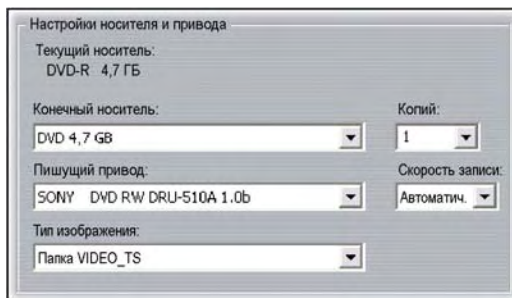 Настройки носителя и привода
Текущий носитель:
DVD-R 4,7 ГБ
Конечный носитель:
Копий:
DVD 4,7 GB
1
Пишущий привод:
Скорость записи:
SONY DVD RW DRU-510A 1.0b
Автоматич.
Тип изображения:
Папка VIDEO_TS